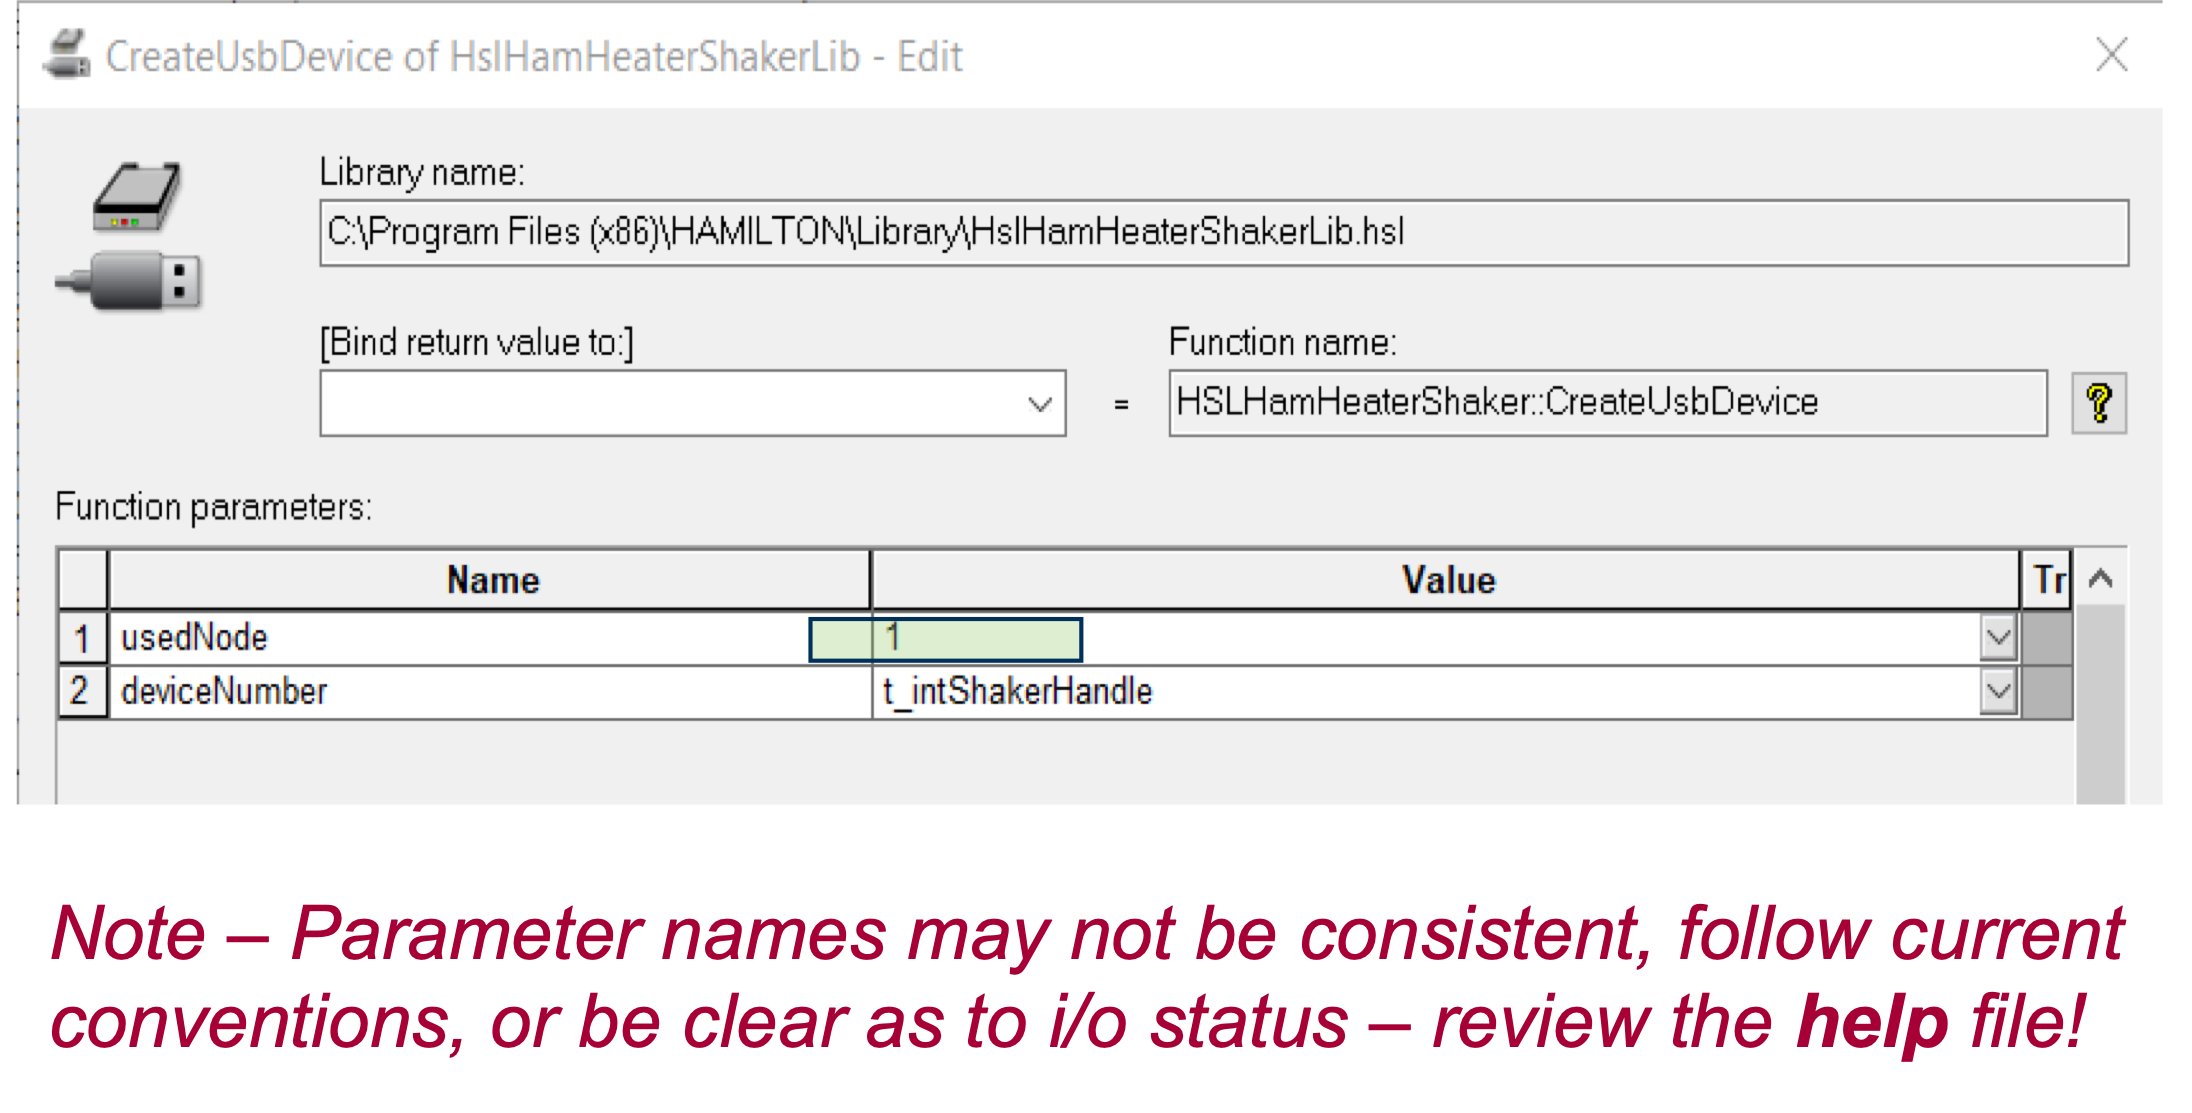 CreateUsbDevice of HslHamHeaterShakerLib - Edit
Library name:
C:\Program Files (x86)\HAMILTON\Library\HslHamHeaterShakerLib.hsl
[Bind return value to:]
Function name:
= HSLHamHeaterShaker::CreateUsbDevice
Function parameters:
Name Value Tr
1 usedNode 1
2 deviceNumber t_intShakerHandle
Note – Parameter names may not be consistent, follow current
conventions, or be clear as to i/o status – review the help file!